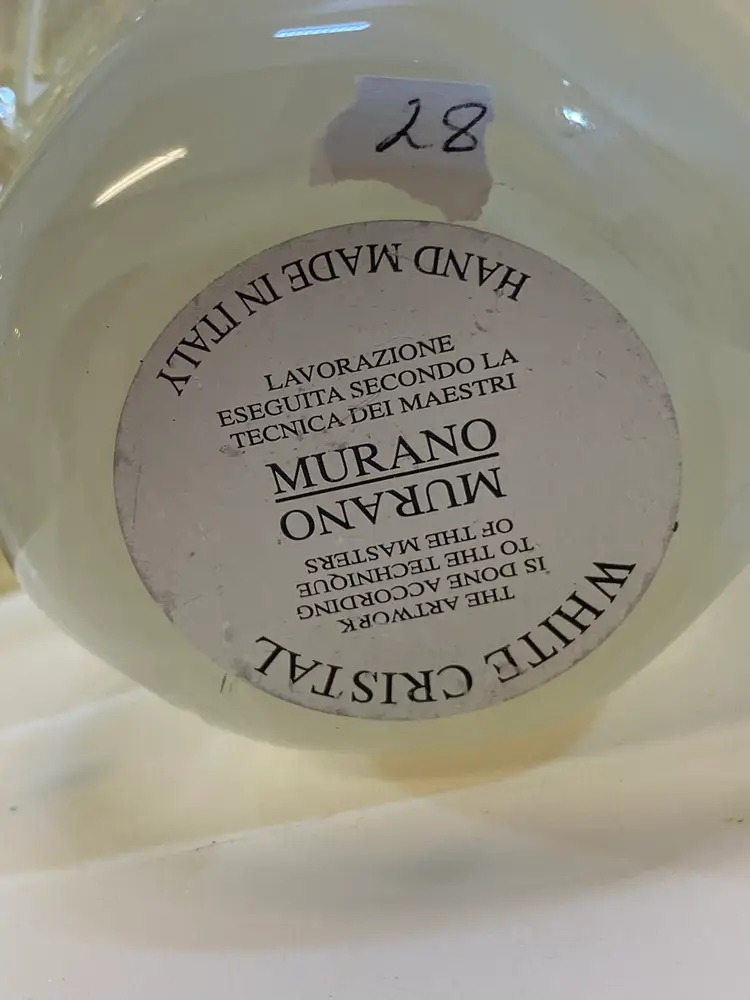 28
HAND MADE IN ITALY
LAVORAZIONE
ESEGUITA SECONDO LA
TECNICA DEI MAESTRI
MURANO
MURANO
THE ARTWORK
IS DONE ACCORDING
TO THE TECHNIQUE
OF THE MASTERS
WHITE CRISTAL